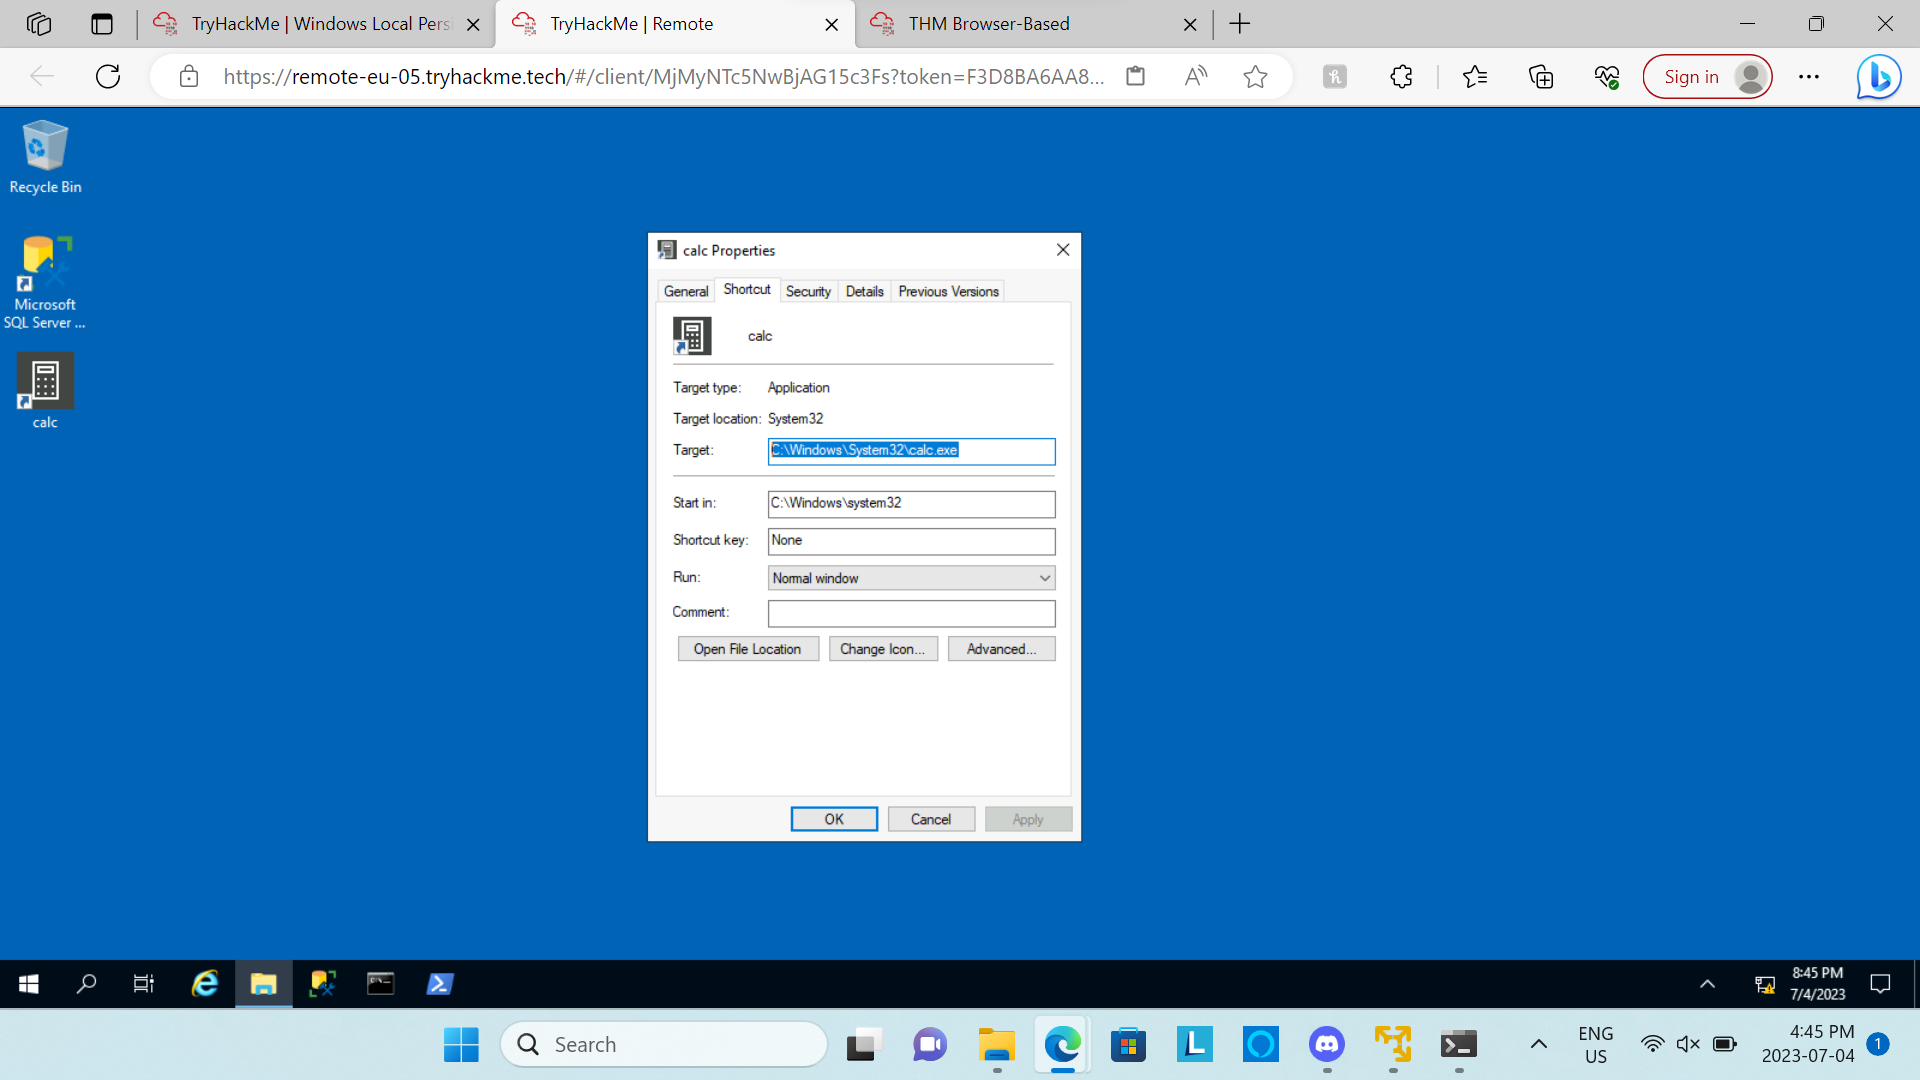 TryHackMe | Windows Local Pers
TryHackMe | Remote
THM Browser-Based
https://remote-eu-05.tryhackme.tech/#/client/MjMyNTc5NwBjAG15c3Fs?token=F3D8BA6AA8...
Sign in
Recycle Bin
Microsoft
SQL Server ...
calc
calc Properties
General
Shortcut
Security
Details
Previous Versions
calc
Target type: Application
Target location: System32
Target: C:\Windows\System32\calc.exe
Start in: C:\Windows\system32
Shortcut key: None
Run: Normal window
Comment:
Open File Location
Change Icon...
Advanced...
OK
Cancel
Apply
8:45 PM
7/4/2023
Search
ENG
US
4:45 PM
2023-07-04
1